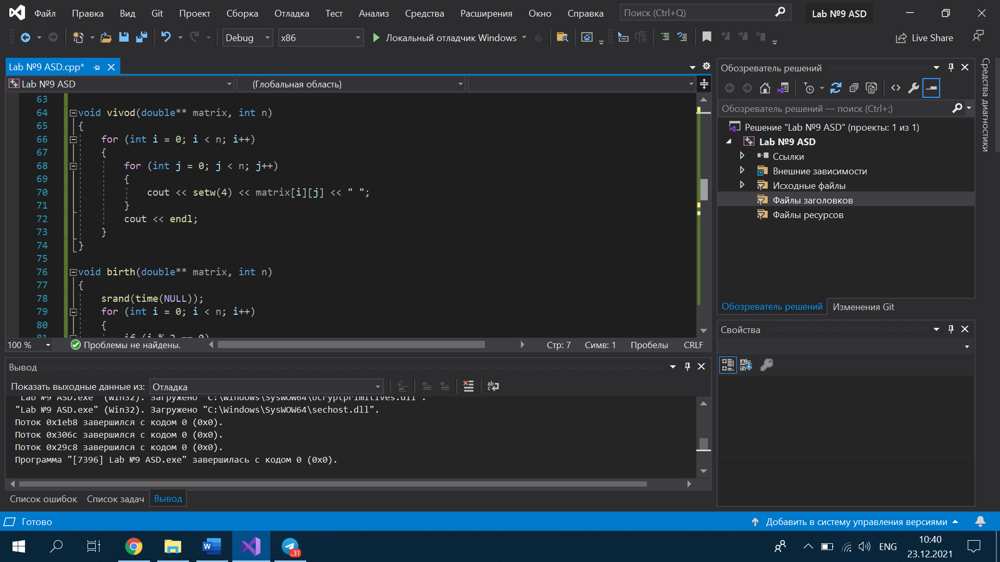 Файл Правка Вид Git Проект Сборка Отладка Тест Анализ Средства Расширения Окно Справка Поиск (Ctrl+Q) Lab №9 ASD
Debug x86 Локальный отладчик Windows Live Share
Lab №9 ASD.cpp*
Lab №9 ASD (Глобальная область)
63
64 void vivod(double** matrix, int n)
65 {
66 for (int i = 0; i < n; i++)
67 {
68 for (int j = 0; j < n; j++)
69 {
70 cout << setw(4) << matrix[i][j] << " ";
71 }
72 cout << endl;
73 }
74 }
75
76 void birth(double** matrix, int n)
77 {
78 srand(time(NULL));
79 for (int i = 0; i < n; i++)
80 {
81 if (i % 2 == 0)
100 % Проблемы не найдены. Стр: 7 Симв: 1 Пробелы CRLF
Вывод
Показать выходные данные из: Отладка
"Lab №9 ASD.exe" (Win32). Загружено "C:\Windows\SysWOW64\bcryptprimitives.dll".
"Lab №9 ASD.exe" (Win32). Загружено "C:\Windows\SysWOW64\sechost.dll".
Поток 0x1eb8 завершился с кодом 0 (0x0).
Поток 0x306c завершился с кодом 0 (0x0).
Поток 0x29c8 завершился с кодом 0 (0x0).
Программа "[7396] Lab №9 ASD.exe" завершилась с кодом 0 (0x0).
Список ошибок Список задач Вывод
Обозреватель решений
Обозреватель решений — поиск (Ctrl+;)
Решение "Lab №9 ASD" (проекты: 1 из 1)
Lab №9 ASD
Ссылки
Внешние зависимости
Исходные файлы
Файлы заголовков
Файлы ресурсов
Обозреватель решений Изменения Git
Свойства
Средства диагностики
Готово Добавить в систему управления версиями
..31 ENG 10:40
23.12.2021